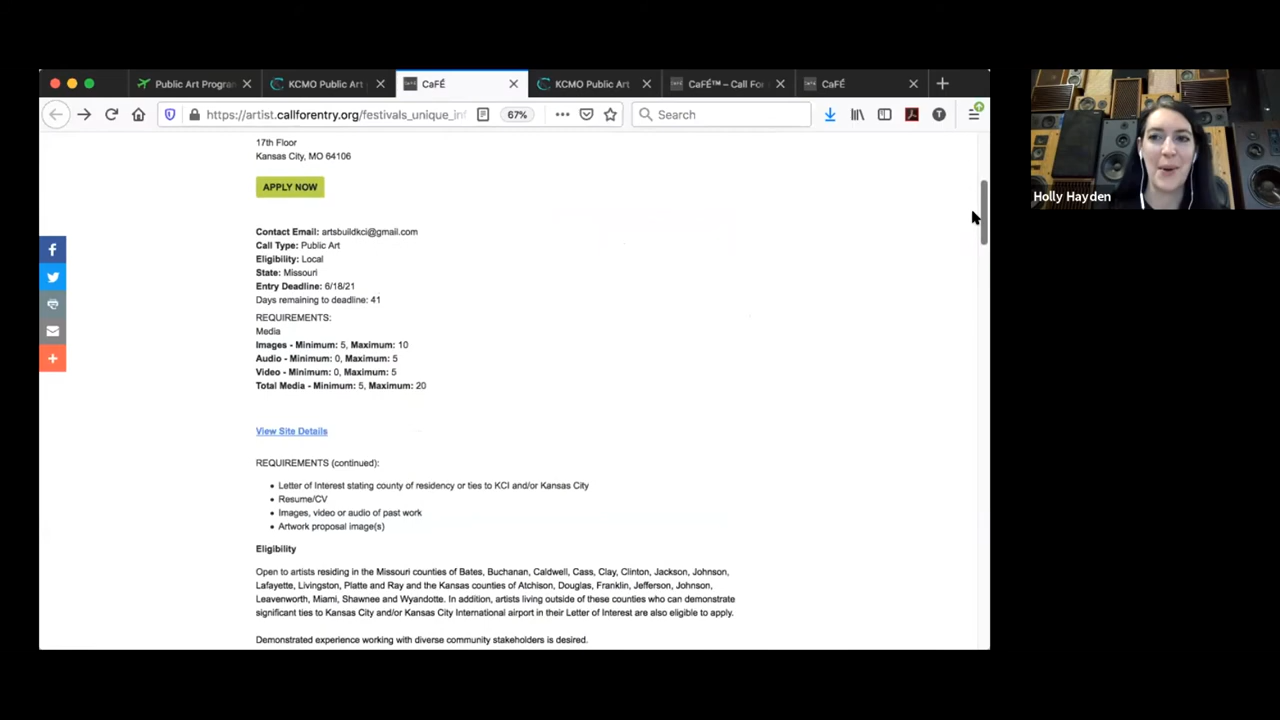 Public Art Progran
KCMO Public Art
CaFÉ
KCMO Public Art
CaFÉ™ – Call For
CaFÉ
https://artist.callforentry.org/festivals_unique_inf
67%
Search
T
17th Floor
Kansas City, MO 64106
APPLY NOW
Contact Email: artsbuildkci@gmail.com
Call Type: Public Art
Eligibility: Local
State: Missouri
Entry Deadline: 6/18/21
Days remaining to deadline: 41
REQUIREMENTS:
Media
Images - Minimum: 5, Maximum: 10
Audio - Minimum: 0, Maximum: 5
Video - Minimum: 0, Maximum: 5
Total Media - Minimum: 5, Maximum: 20
View Site Details
REQUIREMENTS (continued):
Letter of Interest stating county of residency or ties to KCI and/or Kansas City
Resume/CV
Images, video or audio of past work
Artwork proposal image(s)
Eligibility
Open to artists residing in the Missouri counties of Bates, Buchanan, Caldwell, Cass, Clay, Clinton, Jackson, Johnson,
Lafayette, Livingston, Platte and Ray and the Kansas counties of Atchison, Douglas, Franklin, Jefferson, Johnson,
Leavenworth, Miami, Shawnee and Wyandotte. In addition, artists living outside of these counties who can demonstrate
significant ties to Kansas City and/or Kansas City International airport in their Letter of Interest are also eligible to apply.
Demonstrated experience working with diverse community stakeholders is desired.
Holly Hayden